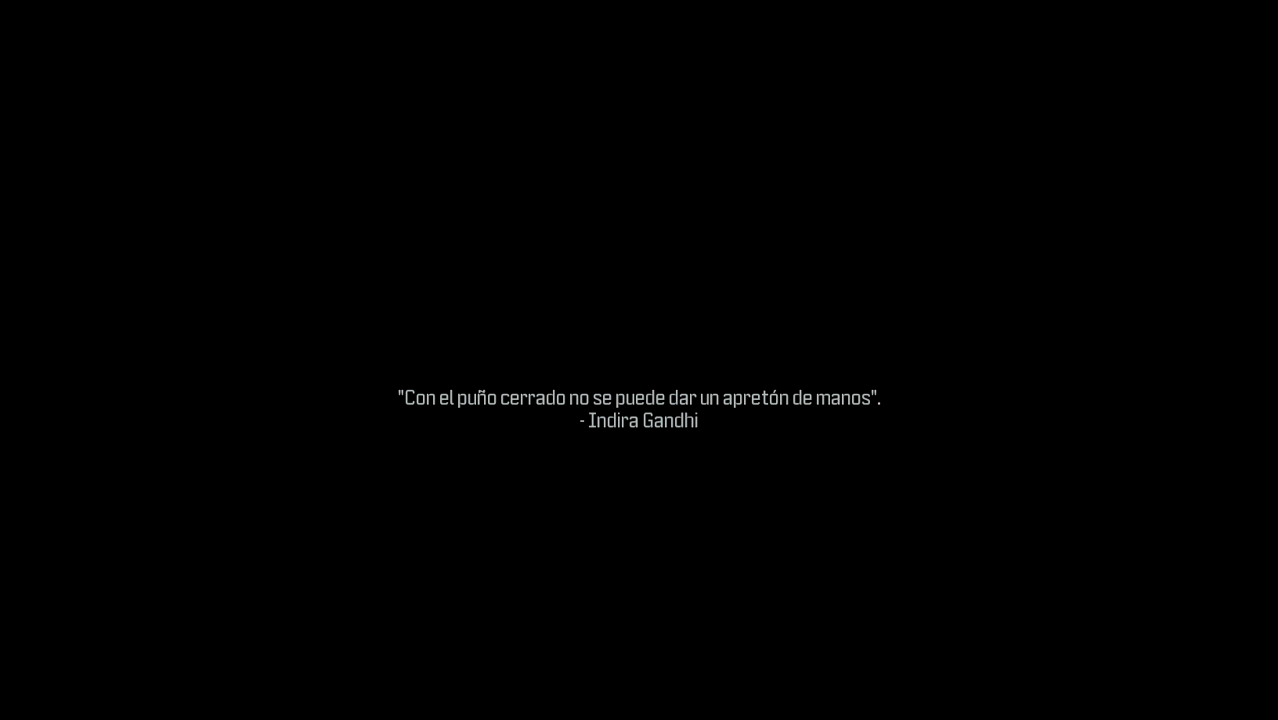 "Con el puño cerrado no se puede dar un apretón de manos".
- Indira Gandhi